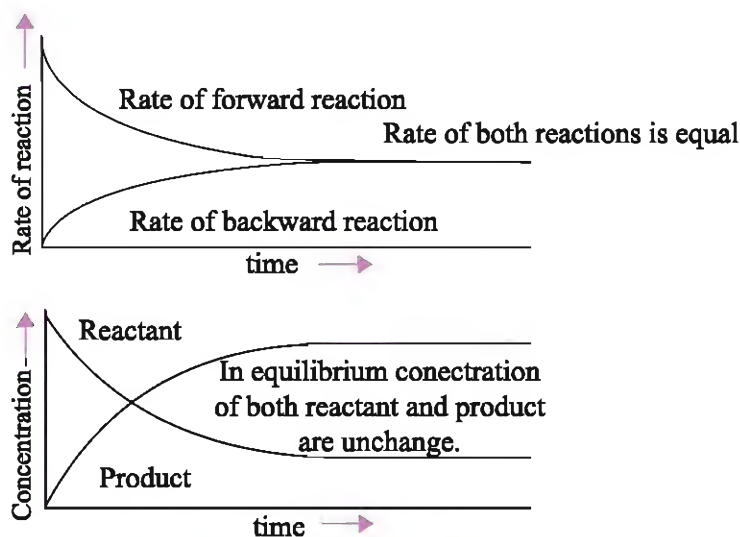 Rate of reaction
Rate of forward reaction
Rate of both reactions is equal
Rate of backward reaction
time
Concentration
Reactant
In equilibrium conectration
of both reactant and product
are unchange.
Product
time